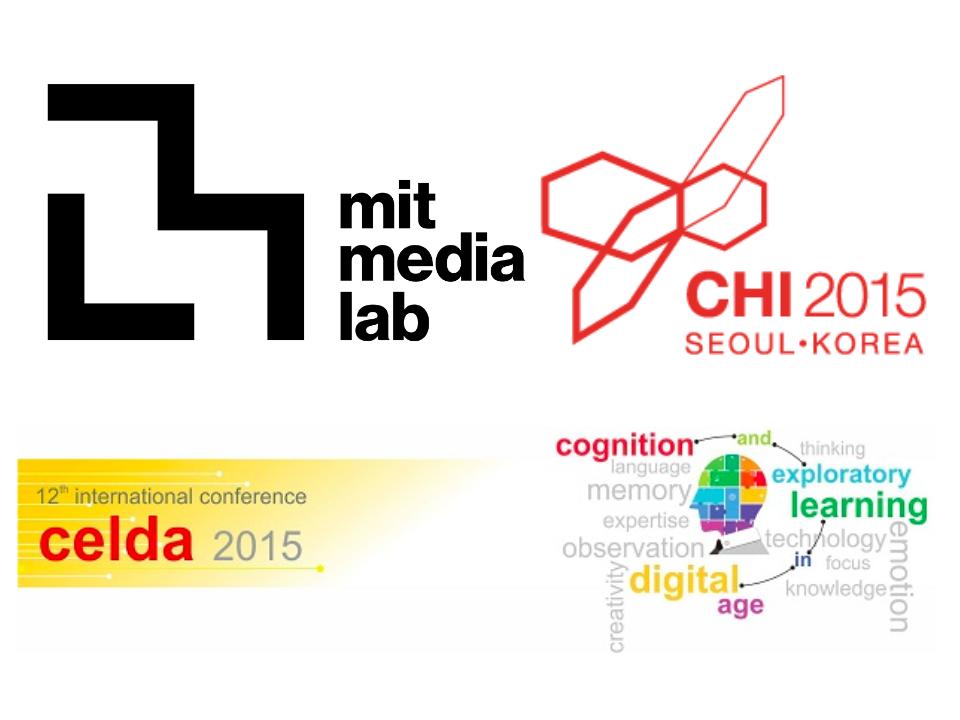 mit
media
lab
CHI 2015
SEOUL•KOREA
12th international conference
celda 2015
cognition and thinking
language exploratory
memory learning
expertise
observation technology
in focus
digital knowledge
age
creativity
emotion